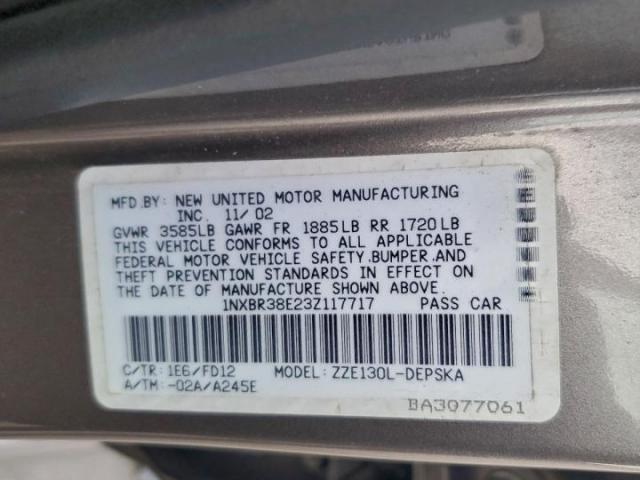 MFD.BY: NEW UNITED MOTOR MANUFACTURING
INC. 11/02
GVWR 3585LB GAWR FR 1885LB RR 1720LB
THIS VEHICLE CONFORMS TO ALL APPLICABLE
FEDERAL MOTOR VEHICLE SAFETY.BUMPER.AND
THEFT PREVENTION STANDARDS IN EFFECT ON
THE DATE OF MANUFACTURE SHOWN ABOVE.
1NXBR38E23Z117717 PASS CAR
C/TR: 1E6/FD12 MODEL: ZZE130L-DEPSKA
A/TM: -02A/A245E
BA3077061